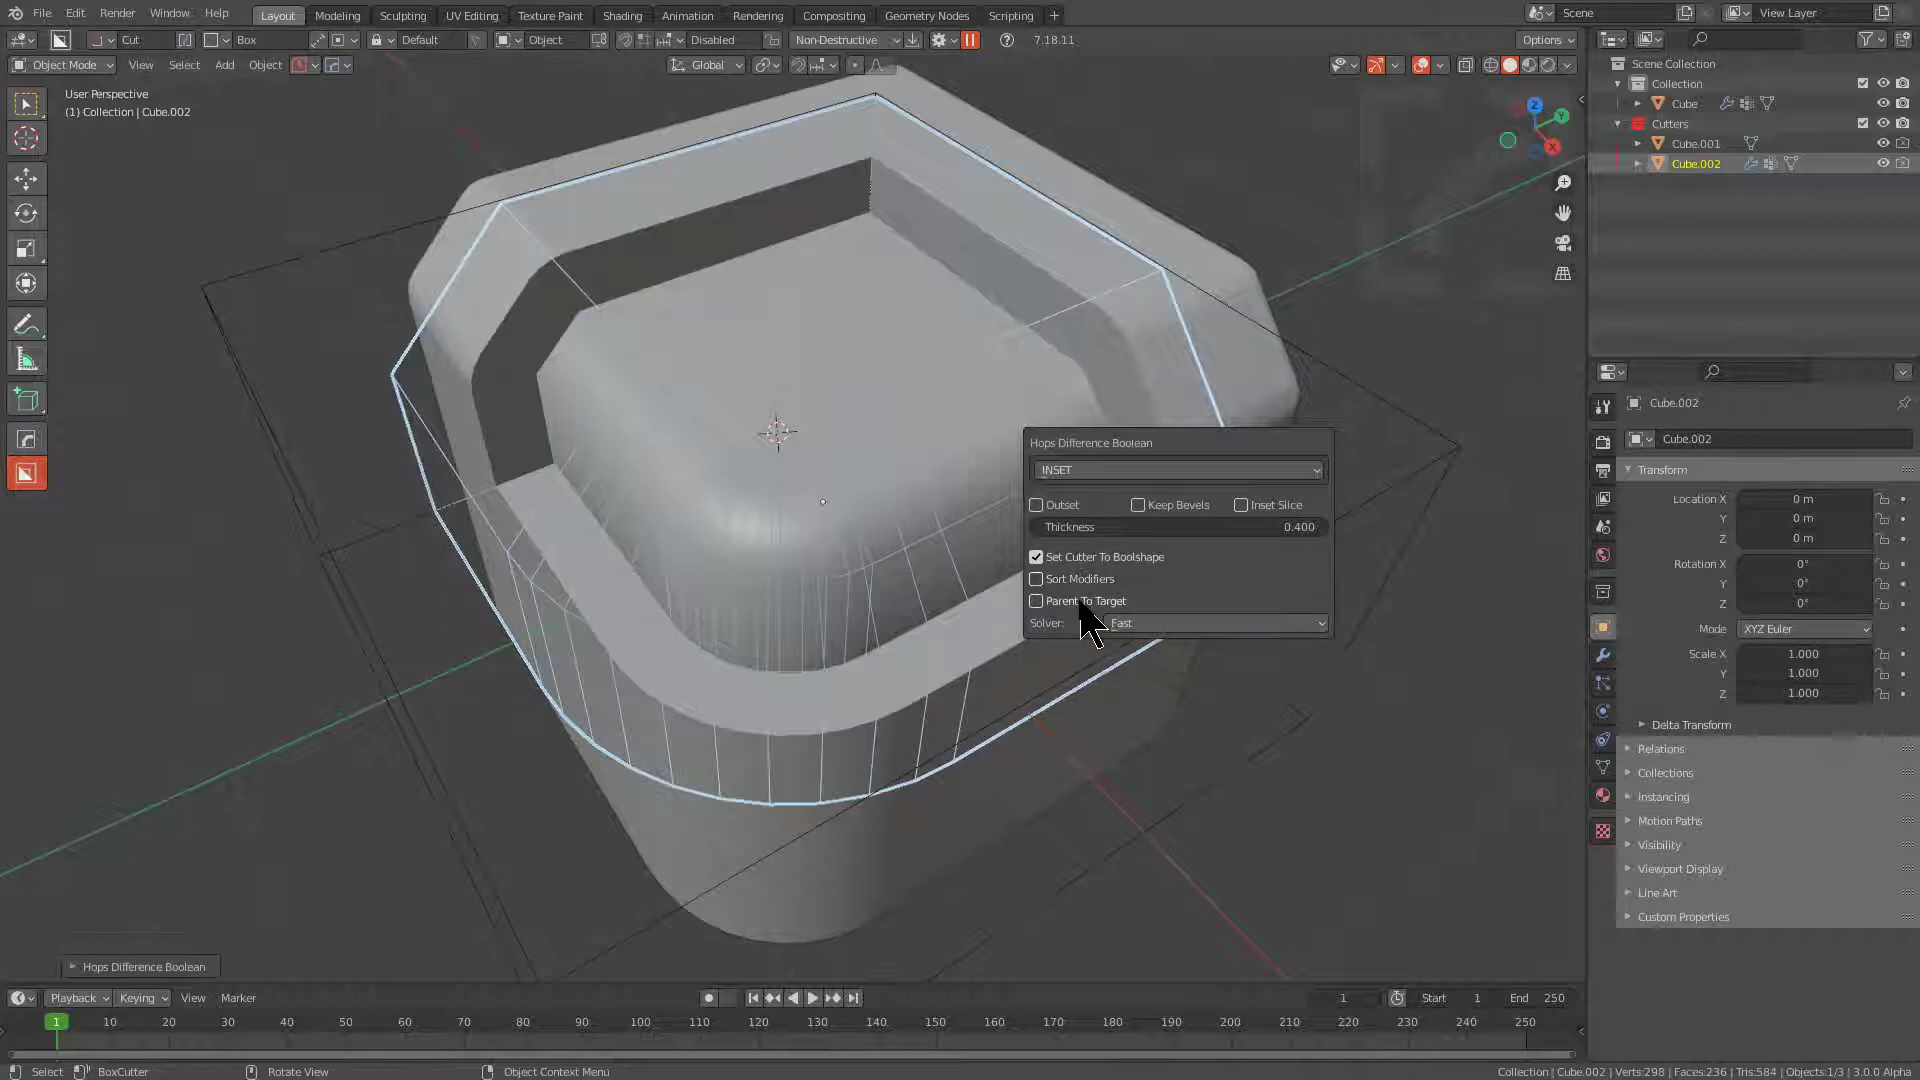 File Edit Render Window Help Layout Modeling Sculpting UV Editing Texture Paint Shading Animation Rendering Compositing Geometry Nodes Scripting + Scene View Layer
Cut Box Default Object Disabled Non-Destructive 7.18.11 Options
Object Mode View Select Add Object Global
User Perspective
(1) Collection | Cube.002
Z
Y
X
Scene Collection
Collection
Cube
Cutters
Cube.001
Cube.002
Hops Difference Boolean
INSET
Outset Keep Bevels Inset Slice
Thickness 0.400
Set Cutter To Boolshape
Sort Modifiers
Parent To Target
Solver: Fast
Cube.002
Cube.002
Transform
Location X 0 m
Y 0 m
Z 0 m
Rotation X 0°
Y 0°
Z 0°
Mode XYZ Euler
Scale X 1.000
Y 1.000
Z 1.000
Delta Transform
Relations
Collections
Instancing
Motion Paths
Visibility
Viewport Display
Line Art
Custom Properties
Hops Difference Boolean
Playback Keying View Marker 1 Start 1 End 250
1 10 20 30 40 50 60 70 80 90 100 110 120 130 140 150 160 170 180 190 200 210 220 230 240 250
Select BoxCutter Rotate View Object Context Menu Collection | Cube.002 | Verts:298 | Faces:236 | Tris:584 | Objects:1/3 | 3.0.0 Alpha